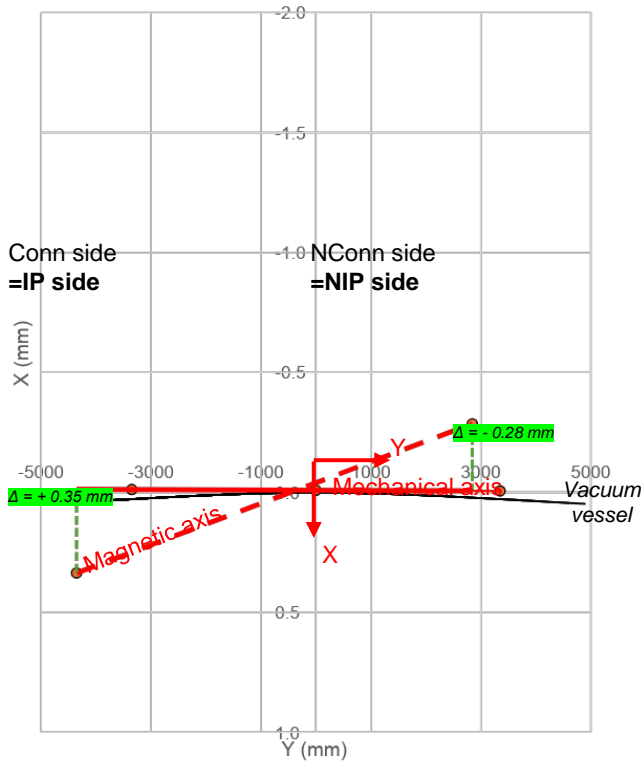 -2.0
-1.5
Conn side
=IP side
NConn side
=NIP side
-1.0
X (mm)
-0.5
Δ = - 0.28 mm
Y
-5000 -3000 -1000 1000 3000 5000
Mechanical axis
Δ = + 0.35 mm
Vacuum
vessel
Magnetic axis
X
0.5
1.0
Y (mm)